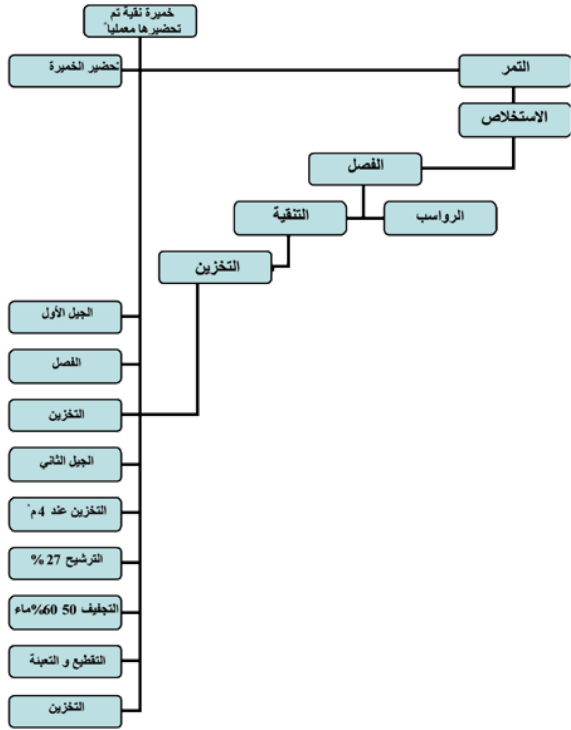 خميرة نقية تم
تحضيرها معملياً
تحضير الخميرة
التمر
الاستخلاص
الفصل
الرواسب
التنقية
التخزين
الجيل الأول
الفصل
التخزين
الجيل الثاني
التخزين عند 4 م ْ
الترشيح 27 %
التجفيف 50 60%ماء
التقطيع و التعبئة
التخزين